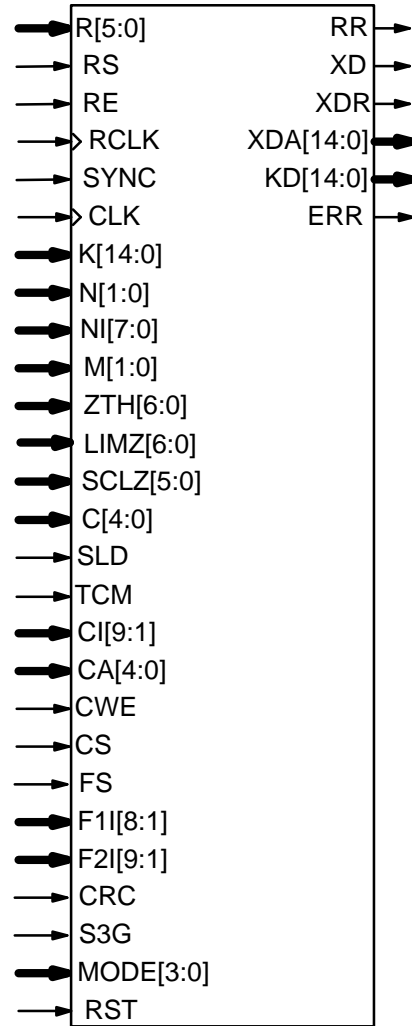 R[5:0] RR
RS XD
RE XDR
RCLK XDA[14:0]
SYNC KD[14:0]
CLK ERR
K[14:0]
N[1:0]
NI[7:0]
M[1:0]
ZTH[6:0]
LIMZ[6:0]
SCLZ[5:0]
C[4:0]
SLD
TCM
CI[9:1]
CA[4:0]
CWE
CS
FS
F1I[8:1]
F2I[9:1]
CRC
S3G
MODE[3:0]
RST